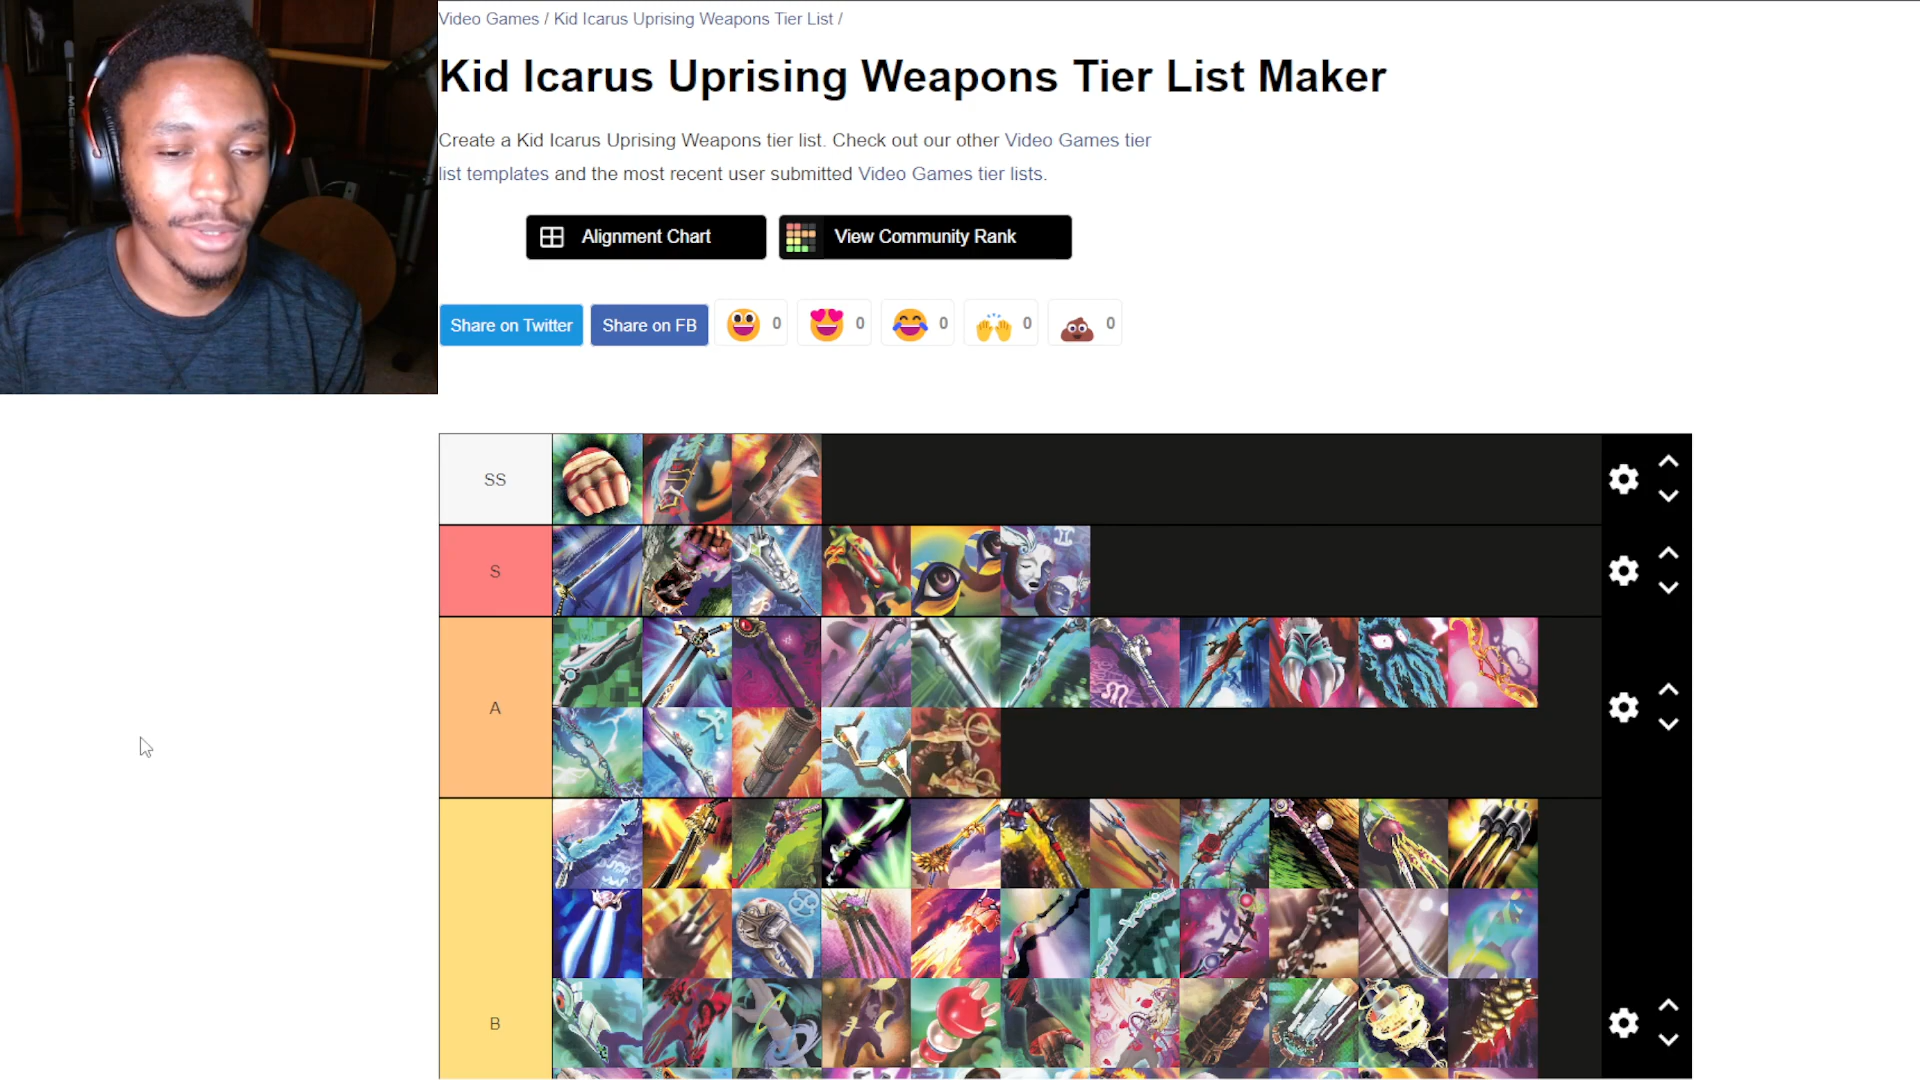 Video Games / Kid Icarus Uprising Weapons Tier List /
Kid Icarus Uprising Weapons Tier List Maker
Create a Kid Icarus Uprising Weapons tier list. Check out our other Video Games tier
list templates and the most recent user submitted Video Games tier lists.
Alignment Chart
View Community Rank
Share on Twitter
Share on FB
0
0
0
0
0
SS
S
A
B